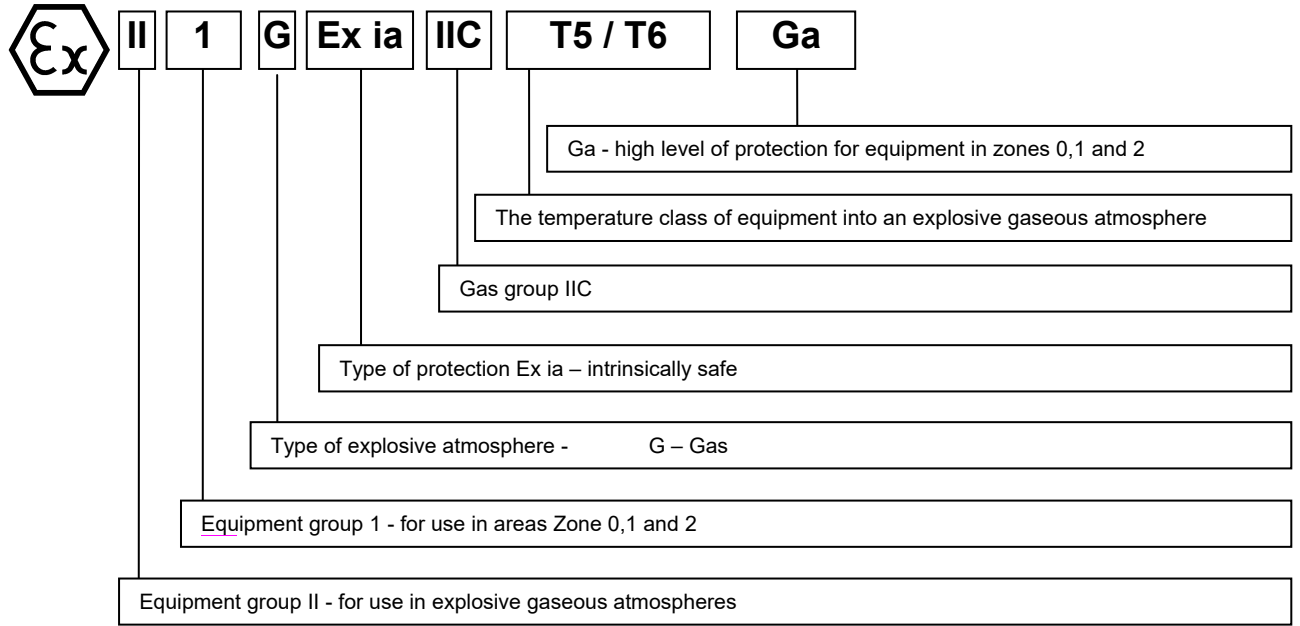 Ex II 1 G Ex ia IIC T5 / T6 Ga
Ga - high level of protection for equipment in zones 0,1 and 2
The temperature class of equipment into an explosive gaseous atmosphere
Gas group IIC
Type of protection Ex ia – intrinsically safe
Type of explosive atmosphere - G – Gas
Equipment group 1 - for use in areas Zone 0,1 and 2
Equipment group II - for use in explosive gaseous atmospheres